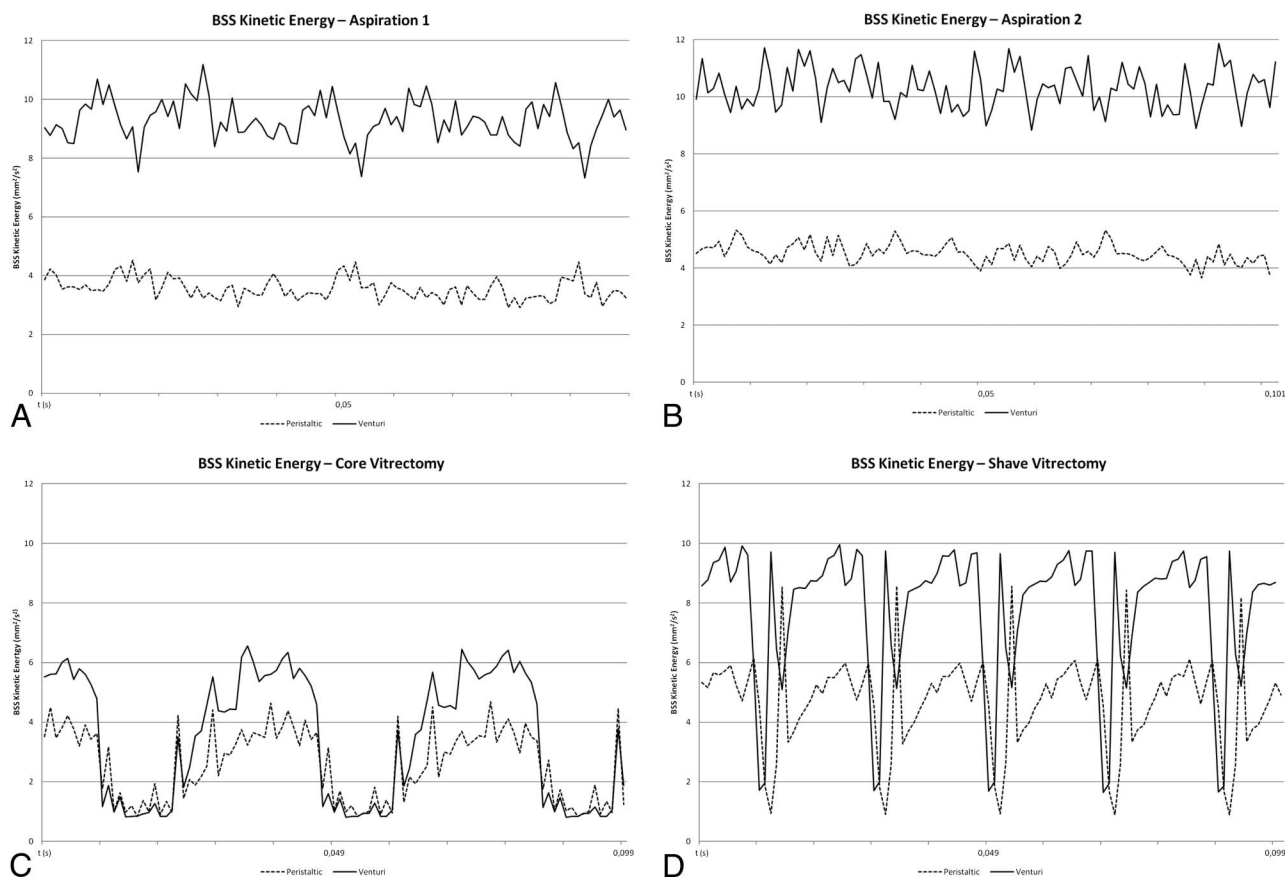 BSS Kinetic Energy – Aspiration 1
12
10
8
6
4
2
0
BSS Kinetic Energy (mm²/s²)
t (s)
0,05
Peristaltic
Venturi
A
BSS Kinetic Energy – Aspiration 2
12
10
8
6
4
2
0
BSS Kinetic Energy (mm²/s²)
t (s)
0,05
0,101
Peristaltic
Venturi
B
BSS Kinetic Energy – Core Vitrectomy
12
10
8
6
4
2
0
BSS Kinetic Enertgy (mm²/s²)
t (s)
0,049
0,099
Peristaltic
Venturi
C
BSS Kinetic Energy – Shave Vitrectomy
12
10
8
6
4
2
0
BSS Kinetic Energy (mm²/s²)
t (s)
0,049
0,099
Peristaltic
Venturi
D